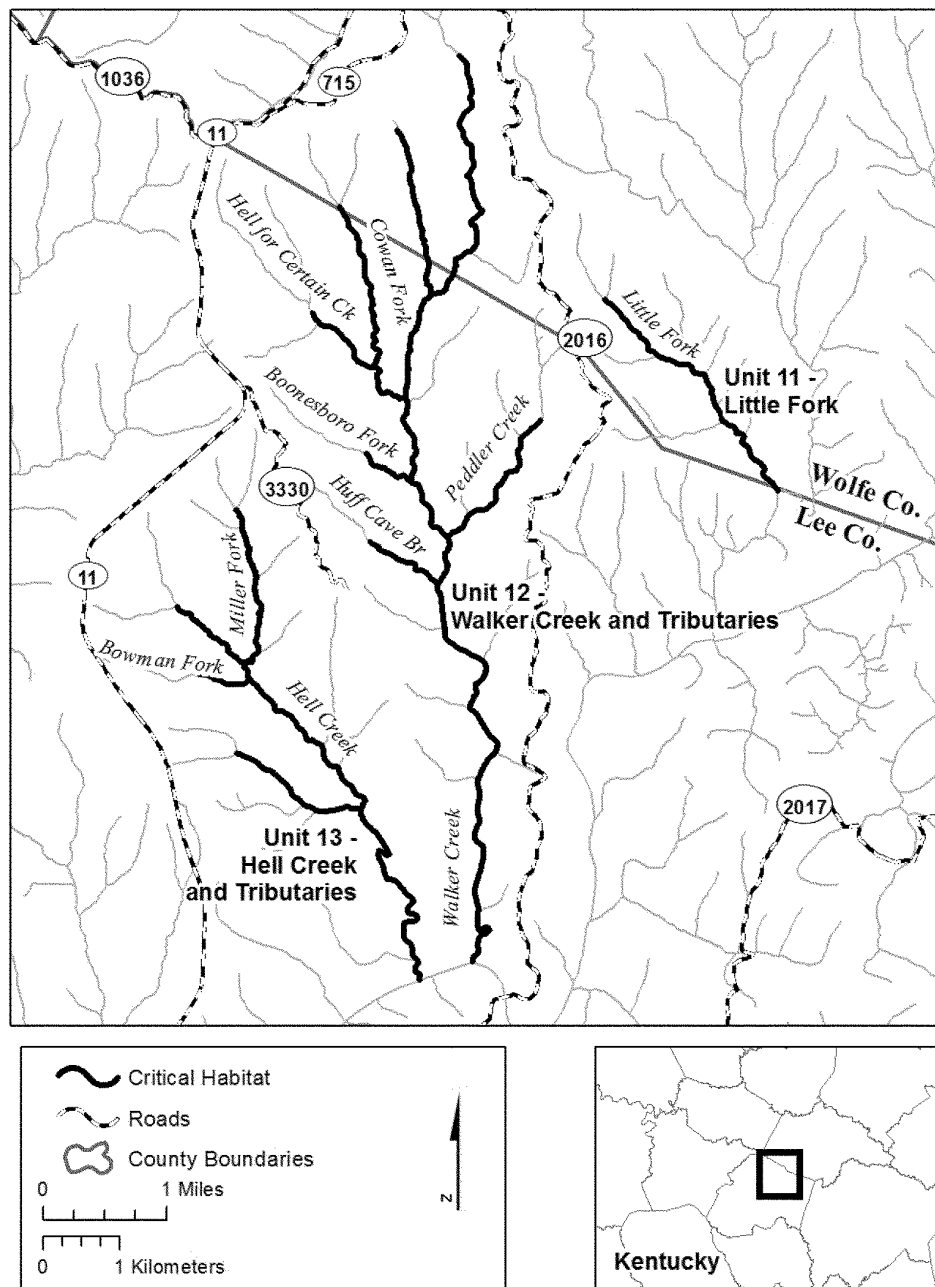 1036
715
11
Hell for Certain Ck
Cowan Fork
2016
Little Fork
Unit 11 -
Little Fork
Boonesboro Fork
Peddler Creek
3330
Huff Cave Br
Wolfe Co.
Lee Co.
11
Miller Fork
Unit 12 -
Walker Creek and Tributaries
Bowman Fork
Hell Creek
2017
Unit 13 -
Hell Creek
and Tributaries
Walker Creek
Critical Habitat
Roads
County Boundaries
0 1 Miles
0 1 Kilometers
N
Kentucky